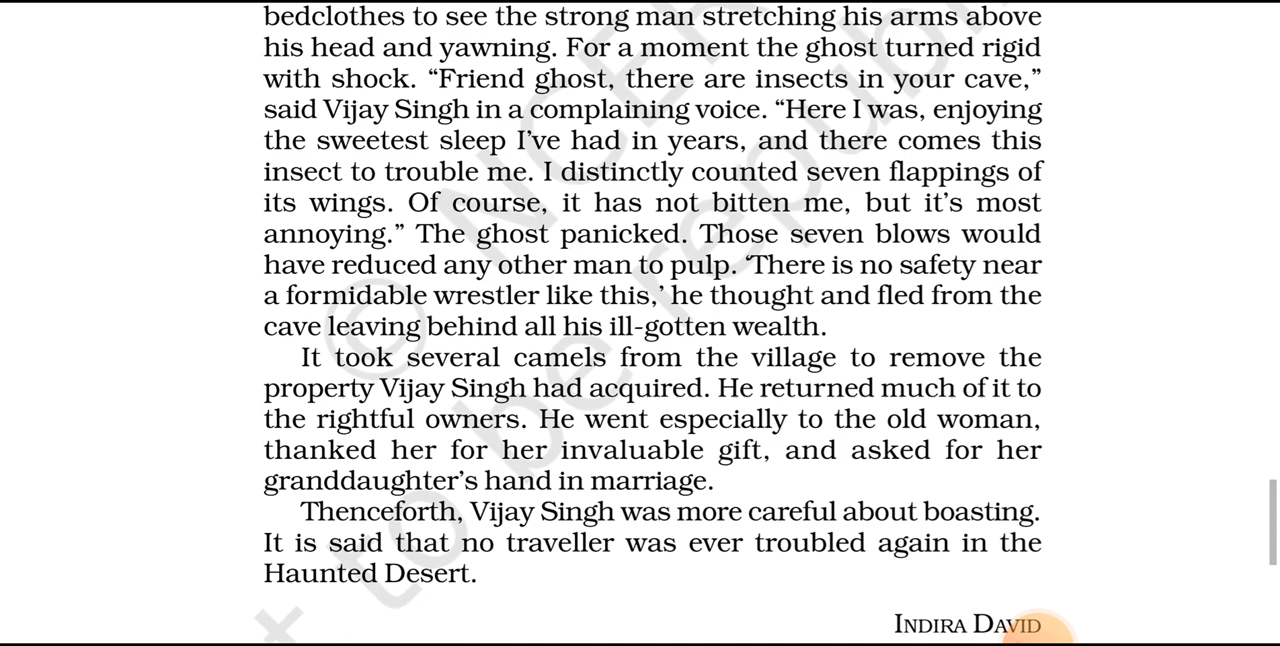 bedclothes to see the strong man stretching his arms above
his head and yawning. For a moment the ghost turned rigid
with shock. “Friend ghost, there are insects in your cave,”
said Vijay Singh in a complaining voice. “Here I was, enjoying
the sweetest sleep I’ve had in years, and there comes this
insect to trouble me. I distinctly counted seven flappings of
its wings. Of course, it has not bitten me, but it’s most
annoying.” The ghost panicked. Those seven blows would
have reduced any other man to pulp. ‘There is no safety near
a formidable wrestler like this,’ he thought and fled from the
cave leaving behind all his ill-gotten wealth.
It took several camels from the village to remove the
property Vijay Singh had acquired. He returned much of it to
the rightful owners. He went especially to the old woman,
thanked her for her invaluable gift, and asked for her
granddaughter’s hand in marriage.
Thenceforth, Vijay Singh was more careful about boasting.
It is said that no traveller was ever troubled again in the
Haunted Desert.
INDIRA DAVID
© NCER
to be republi